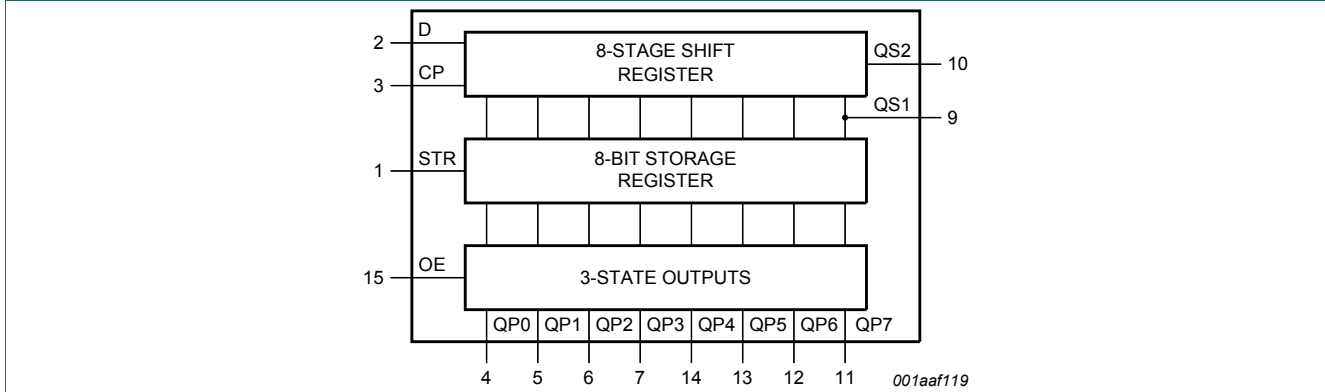 D
2
8-STAGE SHIFT
REGISTER
QS2
10
CP
3
QS1
9
STR
1
8-BIT STORAGE
REGISTER
OE
15
3-STATE OUTPUTS
QP0 QP1 QP2 QP3 QP4 QP5 QP6 QP7
4 5 6 7 14 13 12 11
001aaf119